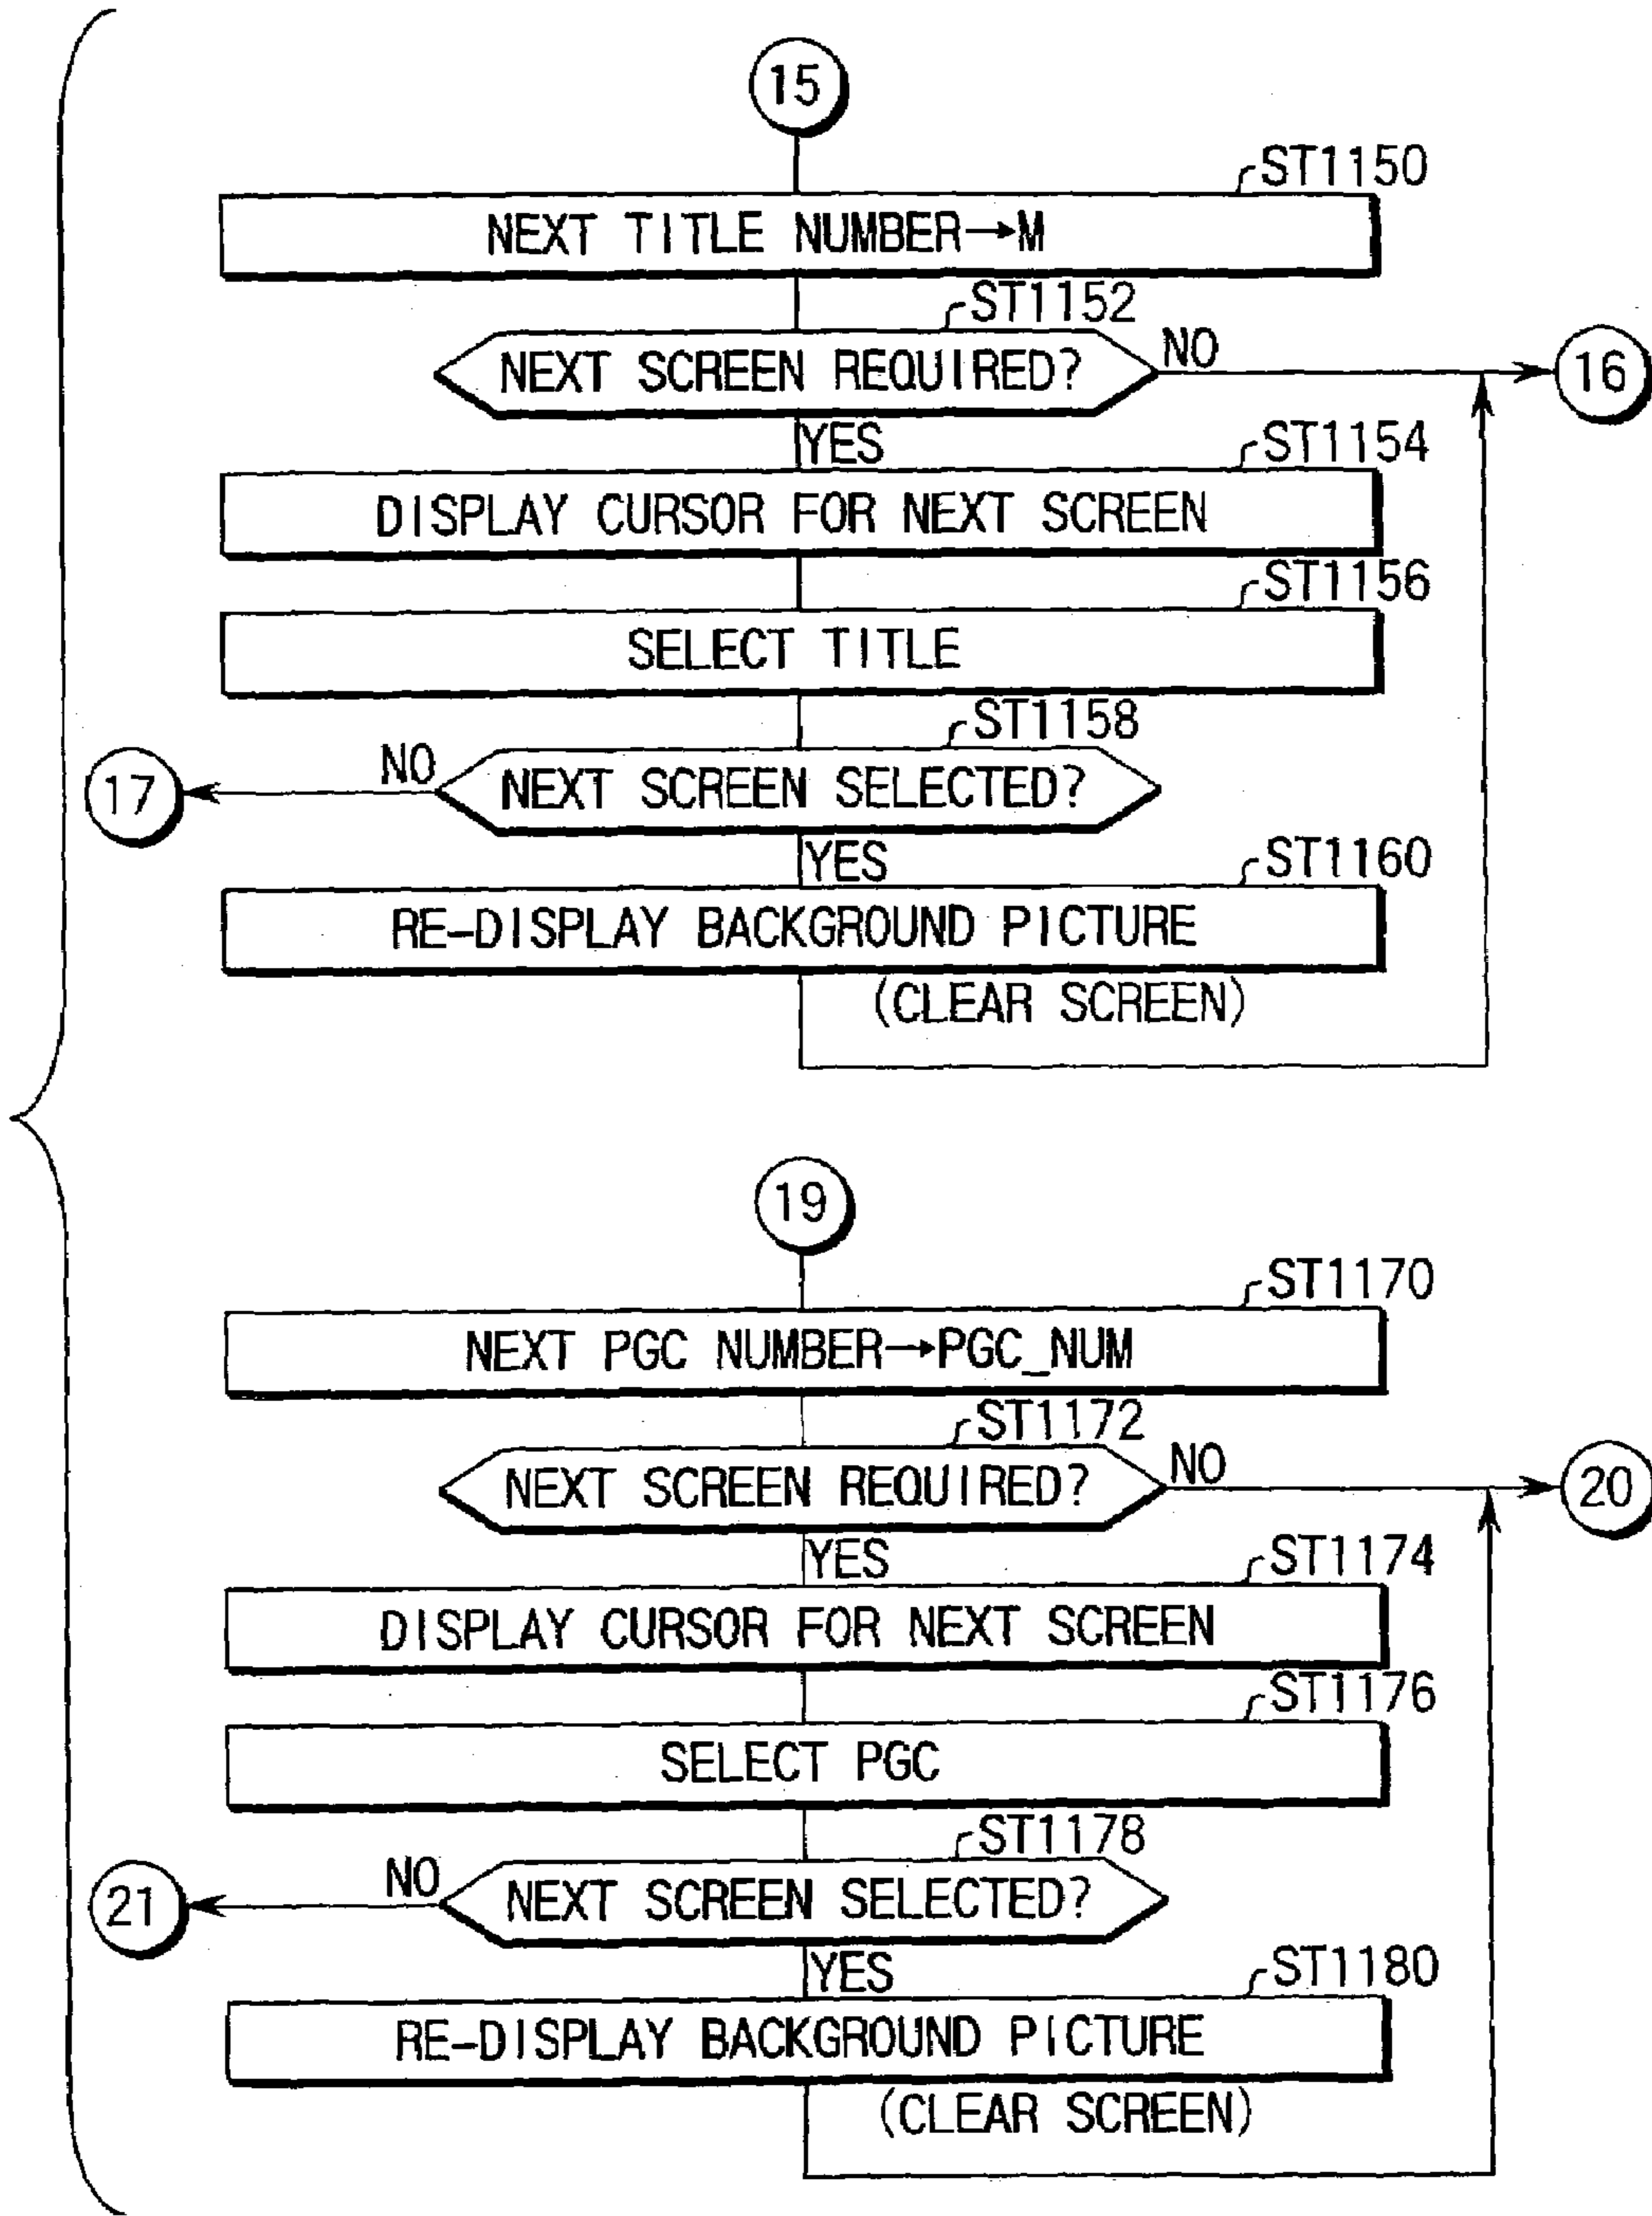 15
ST1150
NEXT TITLE NUMBER→M
ST1152
NEXT SCREEN REQUIRED?
NO
16
YES
ST1154
DISPLAY CURSOR FOR NEXT SCREEN
ST1156
SELECT TITLE
ST1158
NO
17
NEXT SCREEN SELECTED?
YES
ST1160
RE-DISPLAY BACKGROUND PICTURE
(CLEAR SCREEN)
19
ST1170
NEXT PGC NUMBER→PGC_NUM
ST1172
NEXT SCREEN REQUIRED?
NO
20
YES
ST1174
DISPLAY CURSOR FOR NEXT SCREEN
ST1176
SELECT PGC
ST1178
NO
21
NEXT SCREEN SELECTED?
YES
ST1180
RE-DISPLAY BACKGROUND PICTURE
(CLEAR SCREEN)